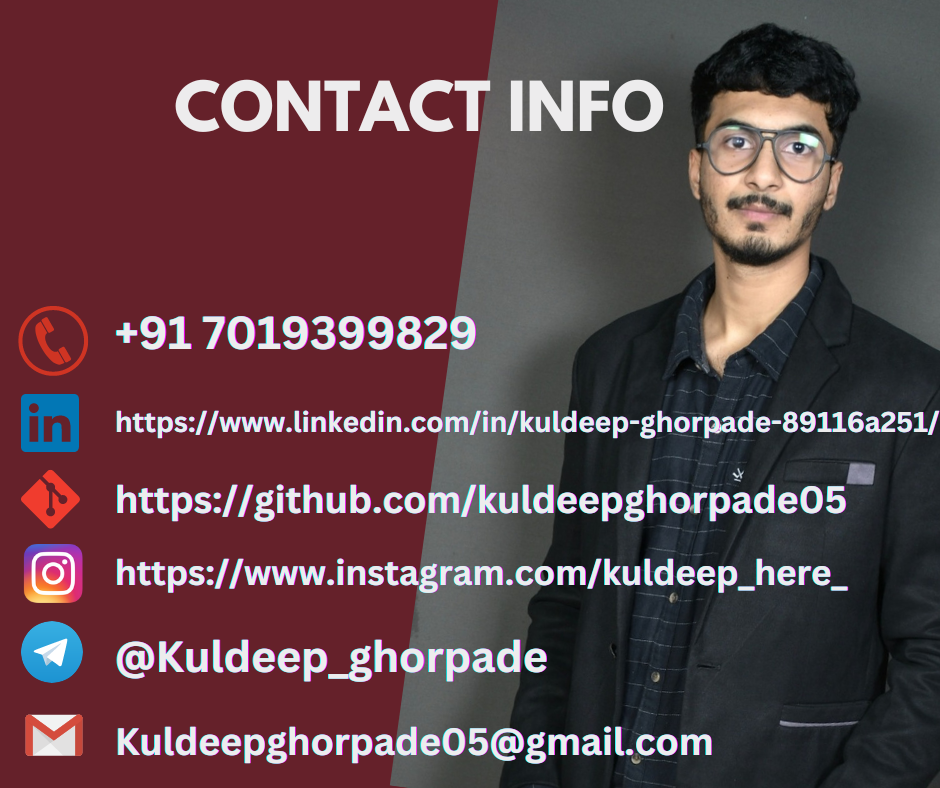 CONTACT INFO
+91 7019399829
in
https://www.linkedin.com/in/kuldeep-ghorpade-89116a251/
https://github.com/kuldeepghorpade05
https://www.instagram.com/kuldeep_here_
@Kuldeep_ghorpade
Kuldeepghorpade05@gmail.com